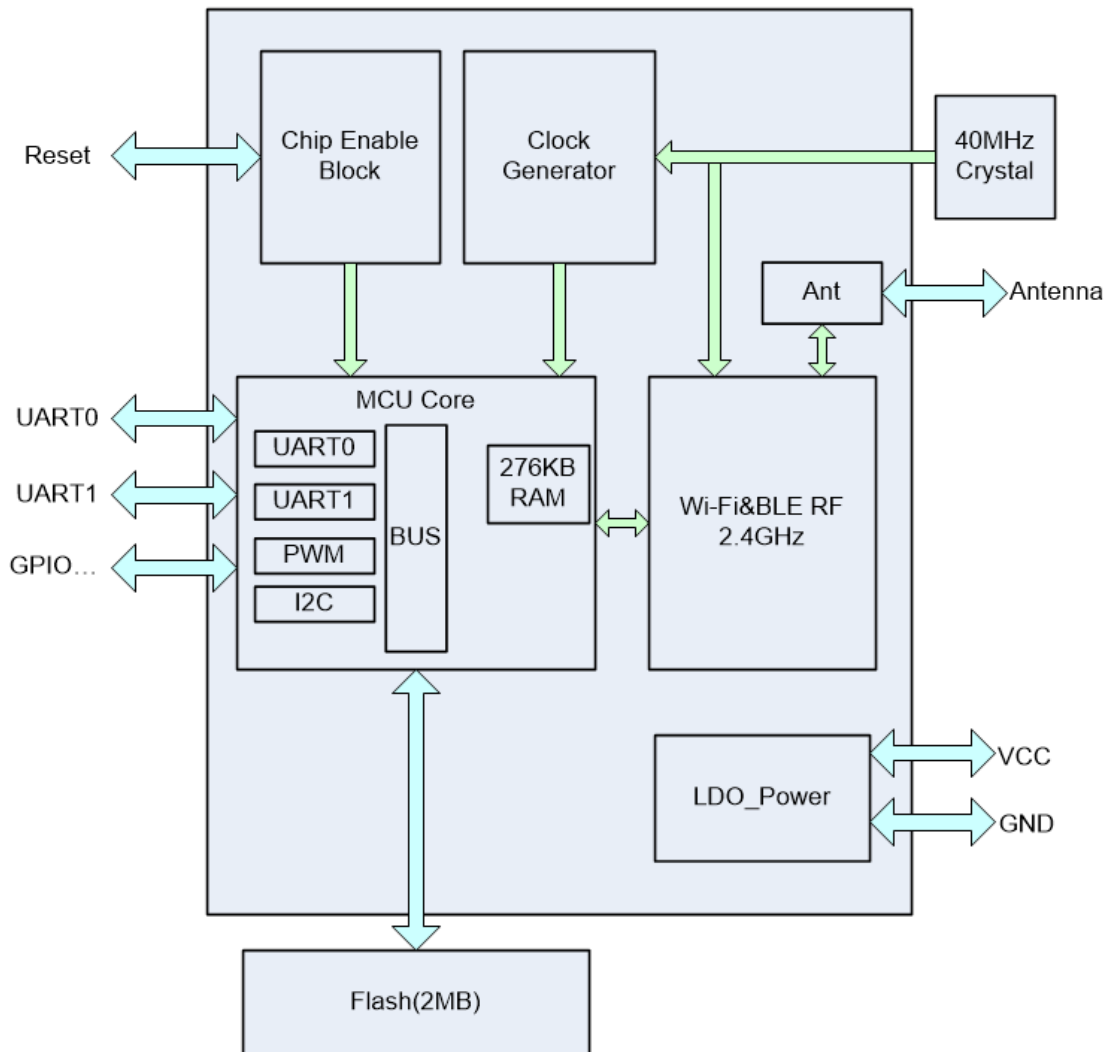 Reset
Chip Enable
Block
Clock
Generator
40MHz
Crystal
Ant
Antenna
UART0
UART1
GPIO...
MCU Core
UART0
UART1
PWM
I2C
BUS
276KB
RAM
Wi-Fi&BLE RF
2.4GHz
LDO_Power
VCC
GND
Flash(2MB)